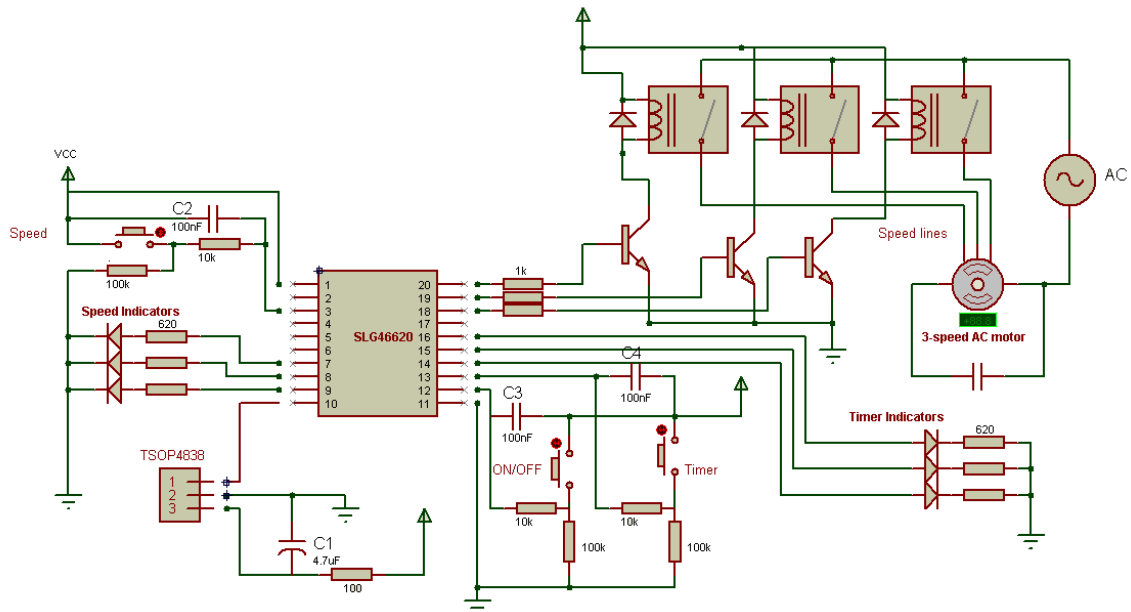 AC
VCC
C2
100nF
Speed
10k
100k
Speed lines
1k
1
2
3
4
5
6
7
8
9
10
20
19
18
17
16
15
14
13
12
11
SLG46620
Speed Indicators
620
3-speed AC motor
C4
100nF
C3
100nF
ON/OFF
Timer
Timer Indicators
620
TSOP4838
1
2
3
10k
10k
100k
100k
C1
4.7uF
100